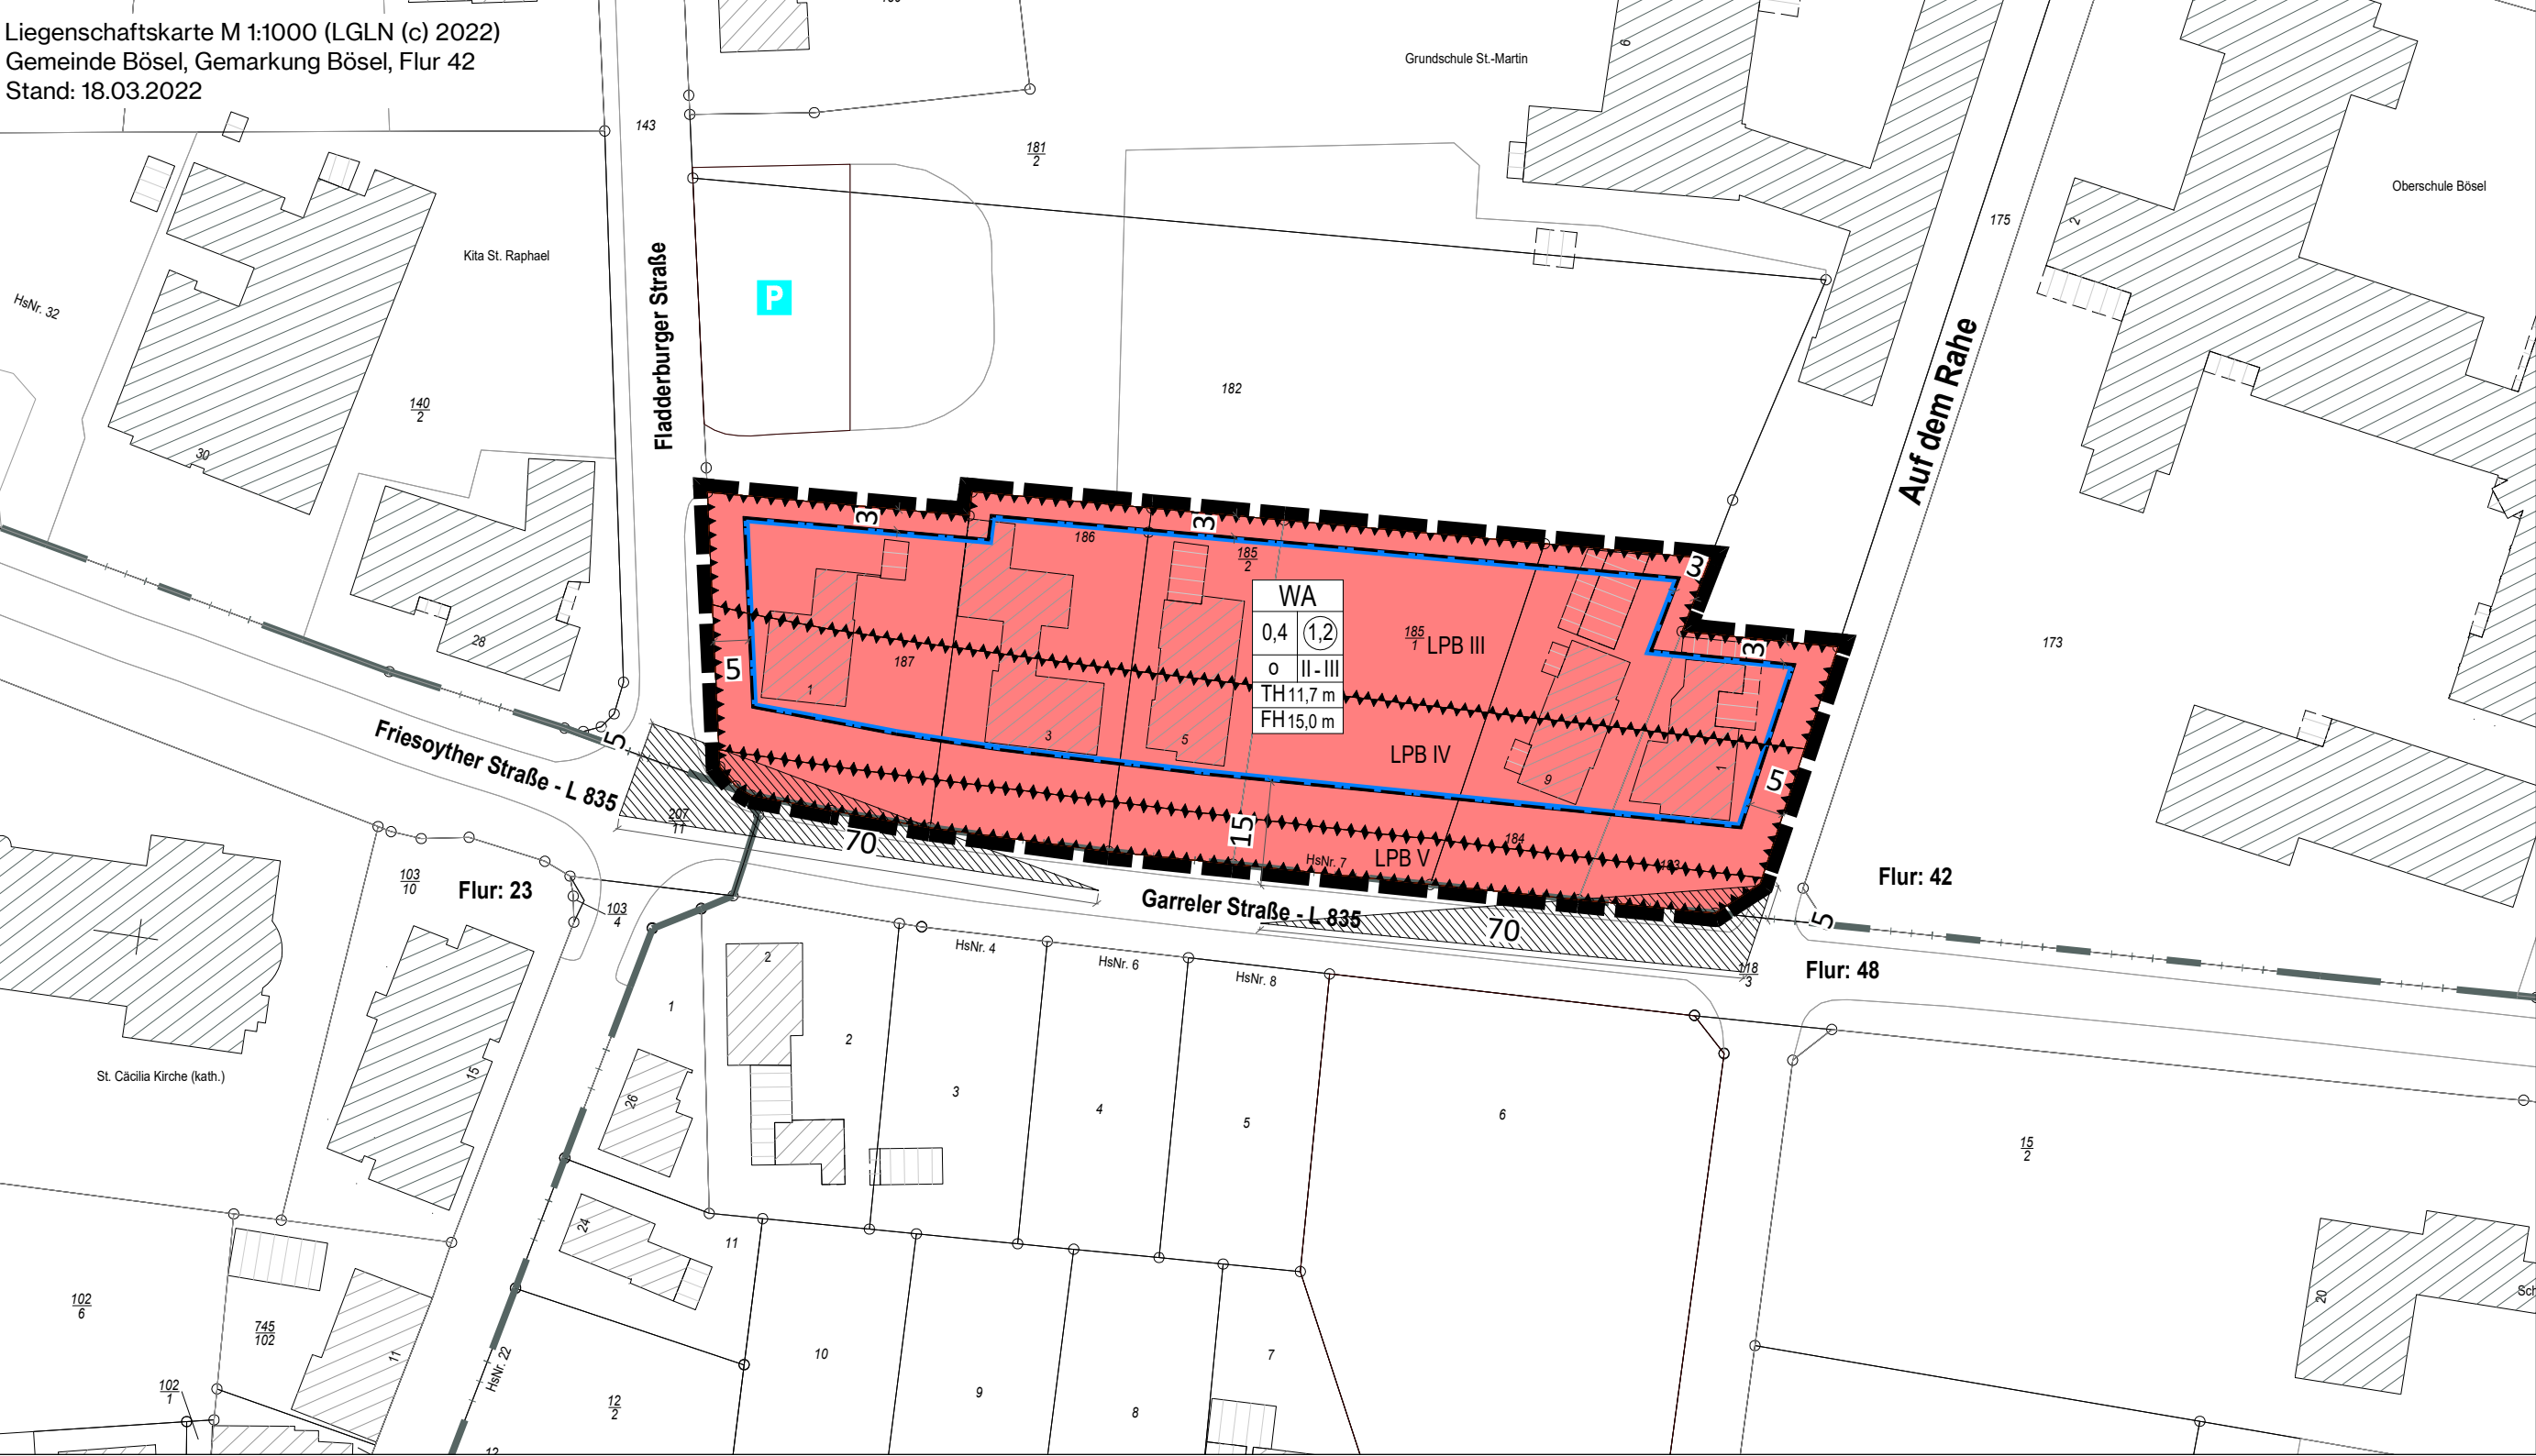 Liegenschaftskarte M 1:1000 (LGLN (c) 2022)
Gemeinde Bösel, Gemarkung Bösel, Flur 42
Stand: 18.03.2022
Grundschule St.-Martin
6
143
181
2
Oberschule Bösel
2
175
Kita St. Raphael
HsNr. 32
Fladderburger Straße
P
182
140
2
30
Auf dem Rahe
3
3
186
185
2
3
WA
0,4
1,2
o
II - III
TH 11,7 m
FH 15,0 m
185
1
LPB III
3
173
28
5
187
1
3
5
LPB IV
9
1
5
Friesoyther Straße - L 835
5
207
11
70
15
HsNr. 7
LPB V
184
183
103
10
Flur: 23
103
4
Garreler Straße - L 835
70
5
Flur: 42
118
3
Flur: 48
HsNr. 4
HsNr. 6
HsNr. 8
2
1
2
3
4
5
6
15
2
St. Cäcilia Kirche (kath.)
15
26
24
11
102
6
745
102
11
HsNr. 22
10
9
8
7
20
Sch
102
1
12
2
12